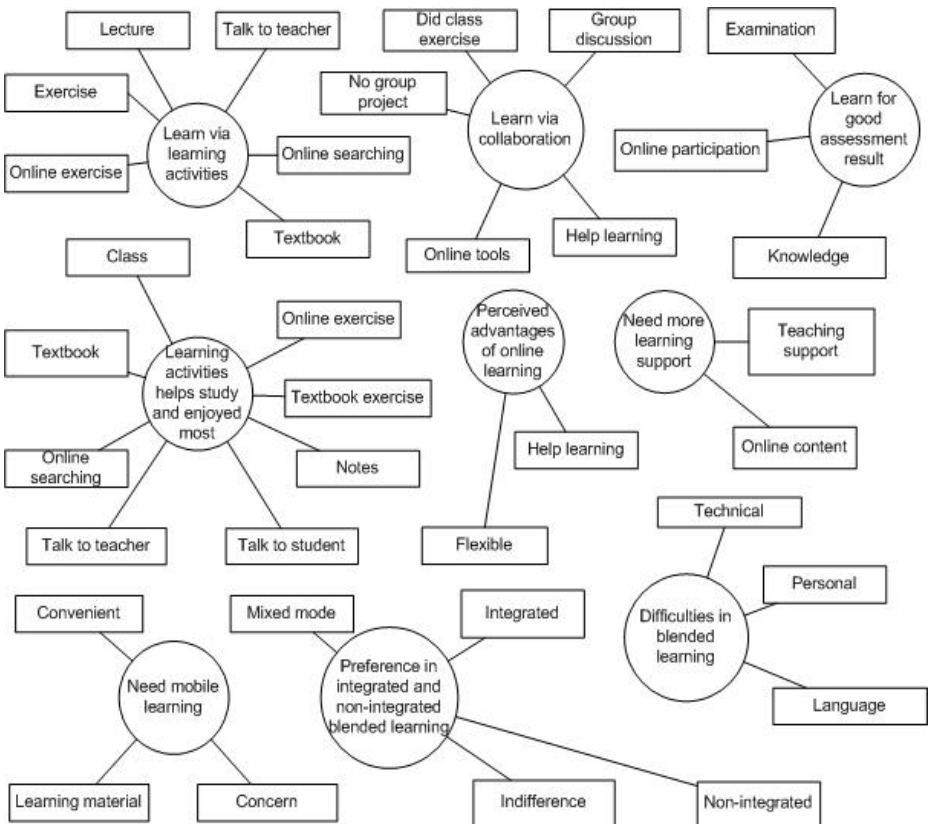 Lecture
Talk to teacher
Exercise
Learn via
learning
activities
Online searching
Online exercise
Textbook
Did class
exercise
Group
discussion
No group
project
Learn via
collaboration
Online tools
Help learning
Examination
Learn for
good
assessment
result
Online participation
Knowledge
Class
Online exercise
Textbook
Learning
activities
helps study
and enjoyed
most
Textbook exercise
Online
searching
Notes
Talk to teacher
Talk to student
Perceived
advantages
of online
learning
Help learning
Flexible
Need more
learning
support
Teaching
support
Online content
Technical
Personal
Difficulties in
blended
learning
Language
Convenient
Need mobile
learning
Learning material
Concern
Mixed mode
Integrated
Preference in
integrated and
non-integrated
blended learning
Indifference
Non-integrated